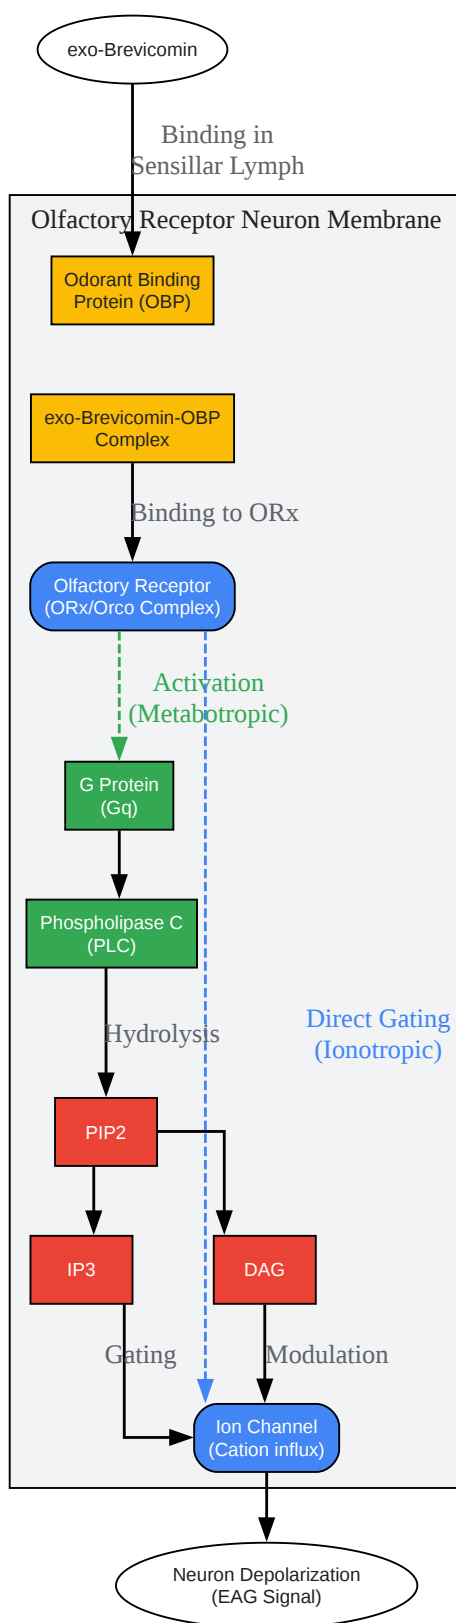 exo-Brevicomin
Binding in
Sensillar Lymph
Olfactory Receptor Neuron Membrane
Odorant Binding
Protein (OBP)
exo-Brevicomin-OBP
Complex
Binding to ORx
Olfactory Receptor
(ORx/Orco Complex)
Activation
(Metabotropic)
G Protein
(Gq)
Phospholipase C
(PLC)
Direct Gating
(Ionotropic)
Hydrolysis
PIP2
IP3
DAG
Gating
Modulation
Ion Channel
(Cation influx)
Neuron Depolarization
(EAG Signal)